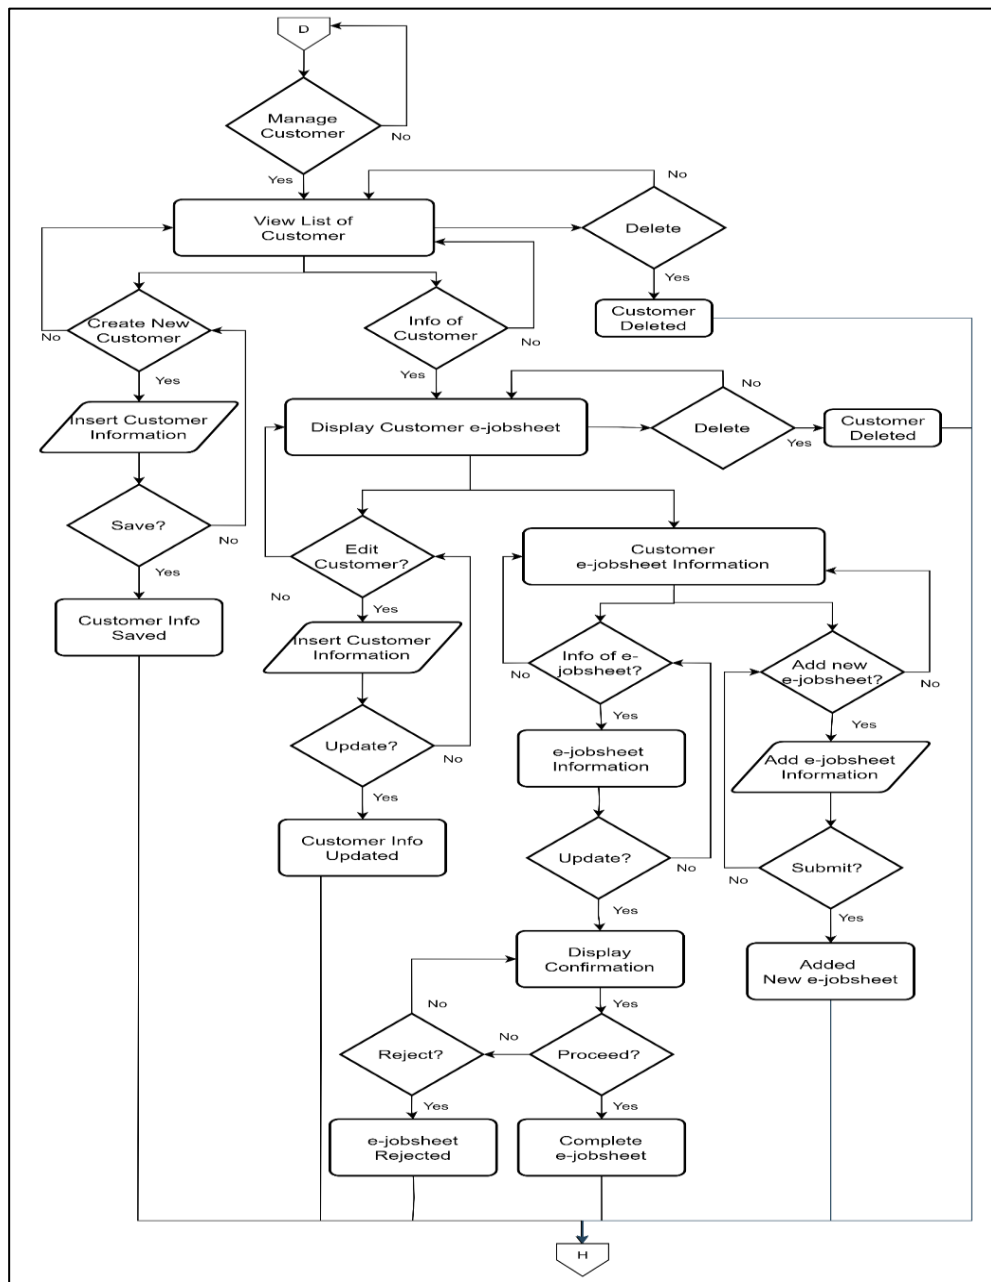 D
Manage
Customer
No
Yes
No
View List of
Customer
Delete
Yes
Customer
Deleted
Create New
Customer
No
Info of
Customer
No
Yes
Yes
No
Insert Customer
Information
Display Customer e-jobsheet
Delete
Yes
Customer
Deleted
Save?
No
Yes
Edit
Customer?
No
Yes
Customer
e-jobsheet Information
Customer Info
Saved
Insert Customer
Information
Info of e-
jobsheet?
No
Yes
Add new
e-jobsheet?
No
Yes
Update?
No
Yes
e-jobsheet
Information
Add e-jobsheet
Information
Customer Info
Updated
Update?
No
Yes
Submit?
No
Yes
Display
Confirmation
Added
New e-jobsheet
No
Yes
Reject?
No
Proceed?
Yes
Yes
e-jobsheet
Rejected
Complete
e-jobsheet
H